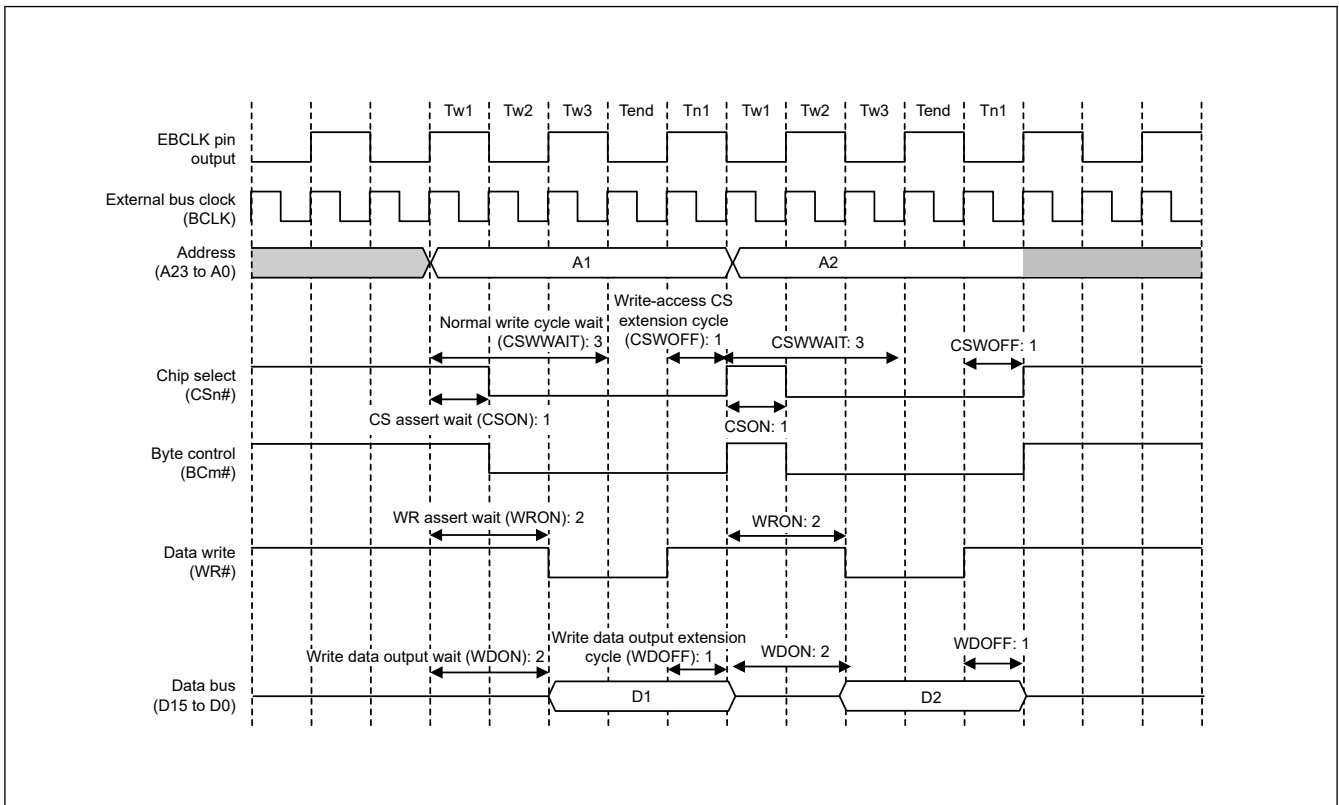 Tw1 Tw2 Tw3 Tend Tn1 Tw1 Tw2 Tw3 Tend Tn1
EBCLK pin
output
External bus clock
(BCLK)
Address
(A23 to A0)
A1 A2
Write-access CS
extension cycle
(CSWOFF): 1
Normal write cycle wait
(CSWWAIT): 3
CSWWAIT: 3
CSWOFF: 1
Chip select
(CSn#)
CS assert wait (CSON): 1
CSON: 1
Byte control
(BCm#)
WR assert wait (WRON): 2
WRON: 2
Data write
(WR#)
Write data output wait (WDON): 2
Write data output extension
cycle (WDOFF): 1
WDON: 2
WDOFF: 1
Data bus
(D15 to D0)
D1 D2